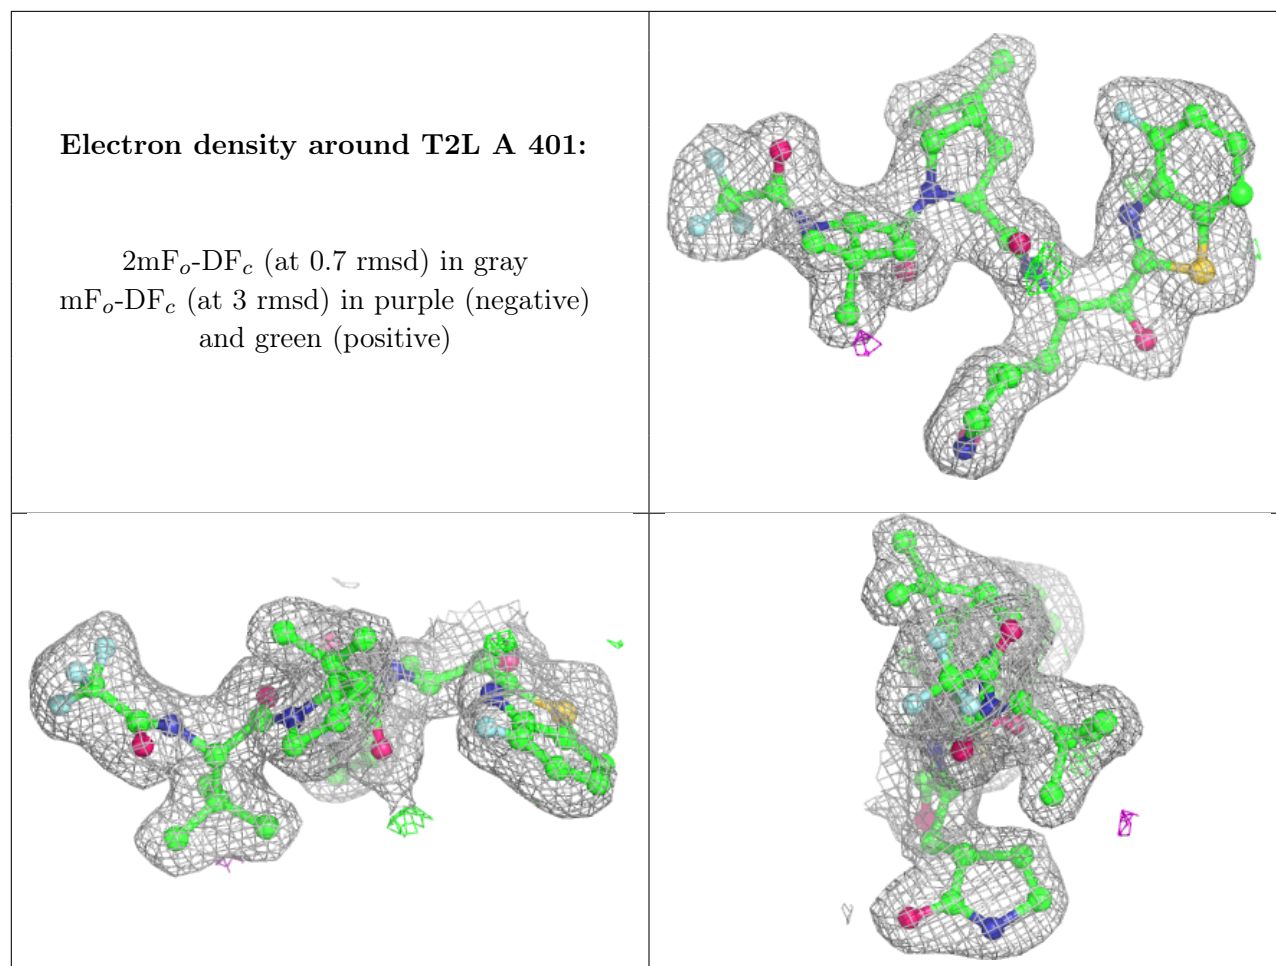 Electron density around T2L A 401:
2mFo-DFc (at 0.7 rmsd) in gray
mFo-DFc (at 3 rmsd) in purple (negative)
and green (positive)